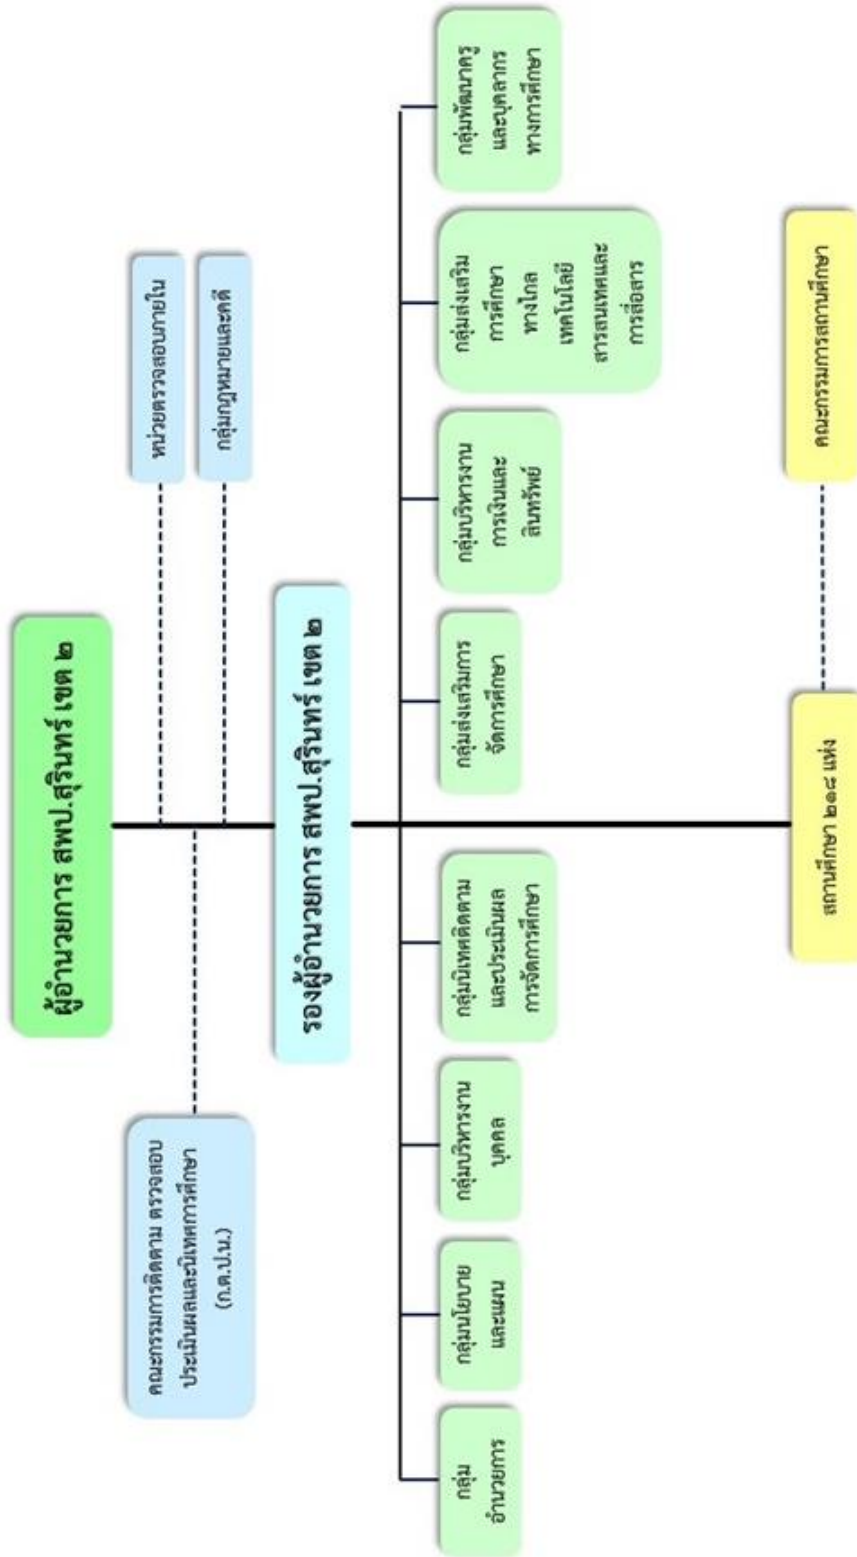 ผู้อำนวยการ สพป.สุรินทร์ เขต ๒
หน่วยตรวจสอบภายใน
คณะกรรมการติดตาม ตรวจสอบ
ประเมินผลและนิเทศการศึกษา
(ก.ต.ป.น.)
กลุ่มกฎหมายและคดี
รองผู้อำนวยการ สพป.สุรินทร์ เขต ๒
กลุ่ม
อำนวยการ
กลุ่มนโยบาย
และแผน
กลุ่มบริหารงาน
บุคคล
กลุ่มนิเทศติดตาม
และประเมินผล
การจัดการศึกษา
กลุ่มส่งเสริมการ
จัดการศึกษา
กลุ่มบริหารงาน
การเงินและ
สินทรัพย์
กลุ่มส่งเสริม
การศึกษา
ทางไกล
เทคโนโลยี
สารสนเทศและ
การสื่อสาร
กลุ่มพัฒนาครู
และบุคลากร
ทางการศึกษา
สถานศึกษา ๒๑๘ แห่ง
คณะกรรมการสถานศึกษา